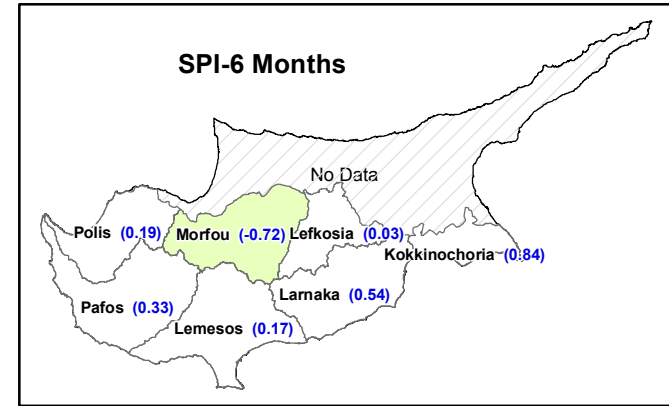 SPI-6 Months
No Data
Polis (0.19)
Morfou (-0.72)
Lefkosia (0.03)
Kokkinochoria (0.84)
Larnaka (0.54)
Pafos (0.33)
Lemesos (0.17)